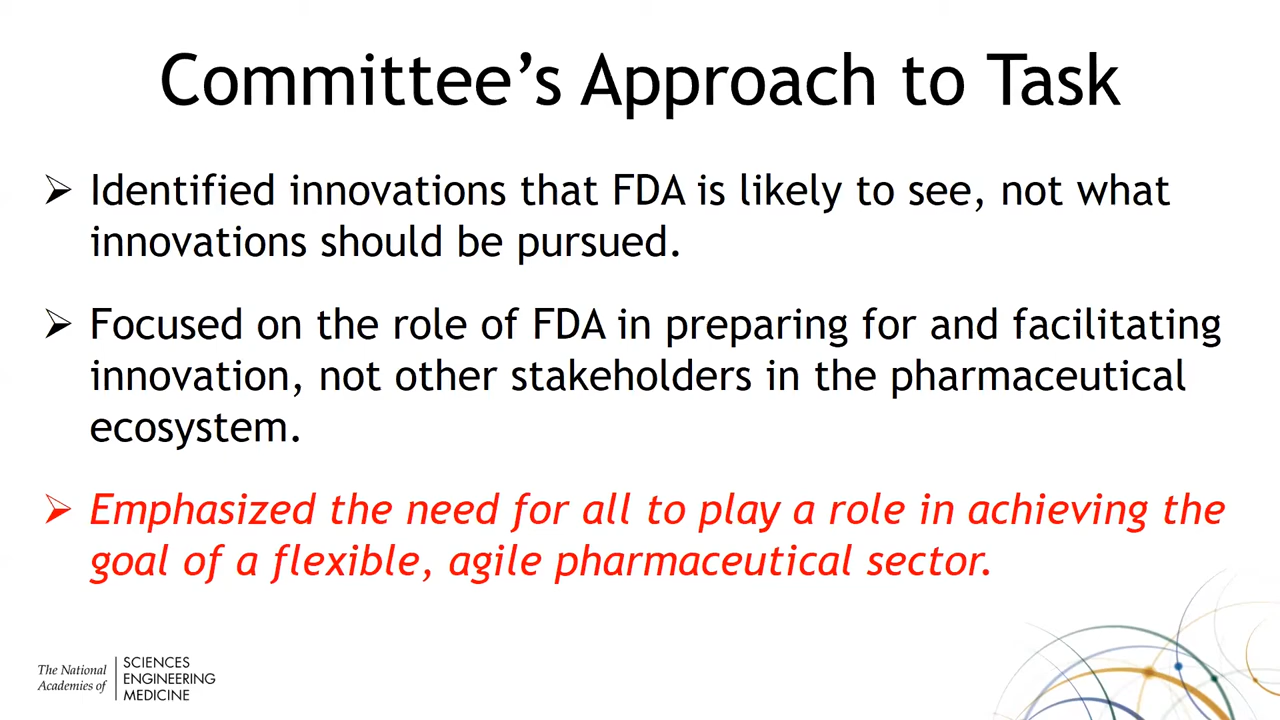 Committee’s Approach to Task
➢ Identified innovations that FDA is likely to see, not what
innovations should be pursued.
➢ Focused on the role of FDA in preparing for and facilitating
innovation, not other stakeholders in the pharmaceutical
ecosystem.
➢ Emphasized the need for all to play a role in achieving the
goal of a flexible, agile pharmaceutical sector.
The National
Academies of
SCIENCES
ENGINEERING
MEDICINE